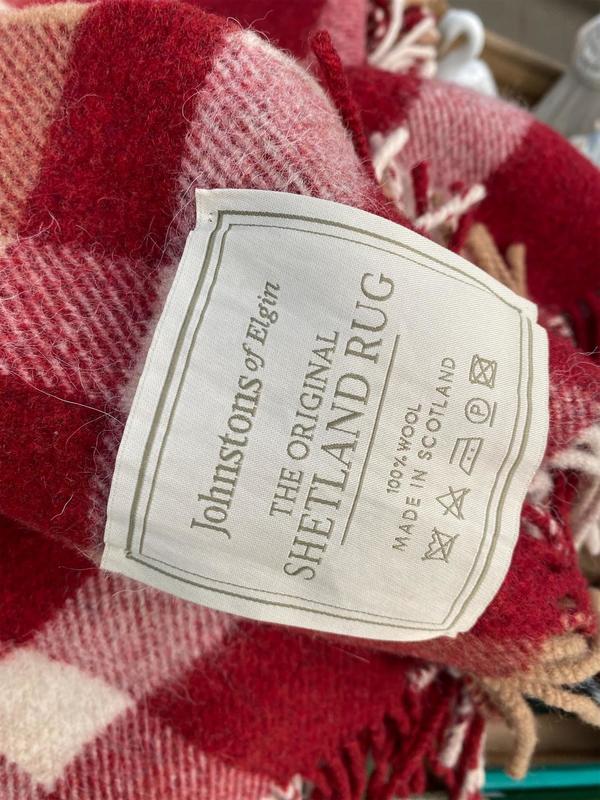 Johnstons of Elgin
THE ORIGINAL
SHETLAND RUG
100% WOOL
MADE IN SCOTLAND
P